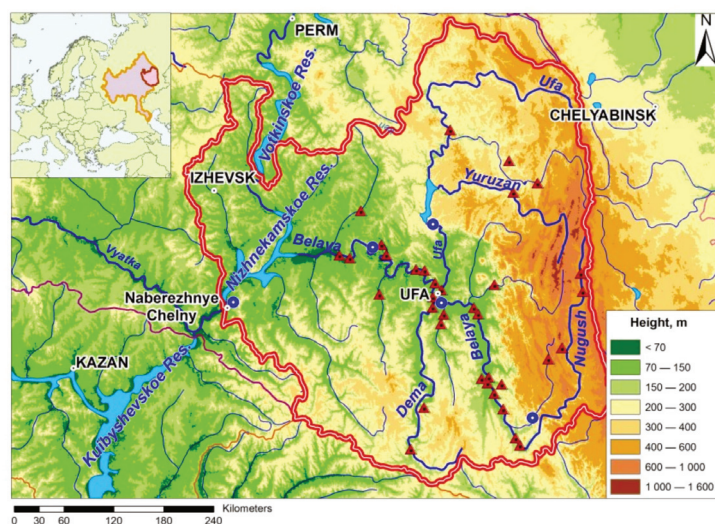 PERM
N
Votkinskoe Res.
Ufa
CHELYABINSK
IZHEVSK
Yuruzan
Nizhnekamskoe Res.
Belaya
Vyatka
Ufa
Naberezhnye
Chelny
UFA
Belaya
Nugush
KAZAN
Dema
Kuibyshevskoe Res.
Height, m
< 70
70 — 150
150 — 200
200 — 300
300 — 400
400 — 600
600 — 1 000
1 000 — 1 600
Kilometers
0 30 60 120 180 240